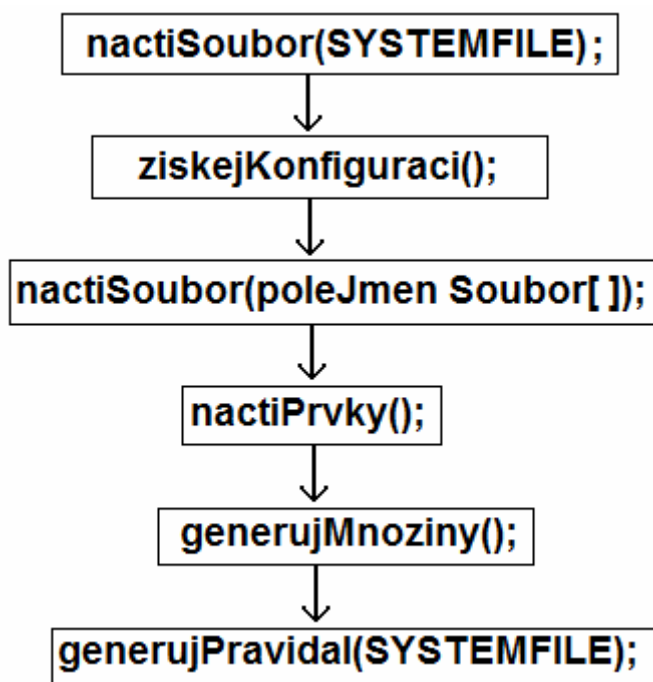 nactiSoubor(SYSTEMFILE);
ziskejKonfiguraci();
nactiSoubor(poleJmen Soubor[ ]);
nactiPrvky();
generujMnoziny();
generujPravidal(SYSTEMFILE);